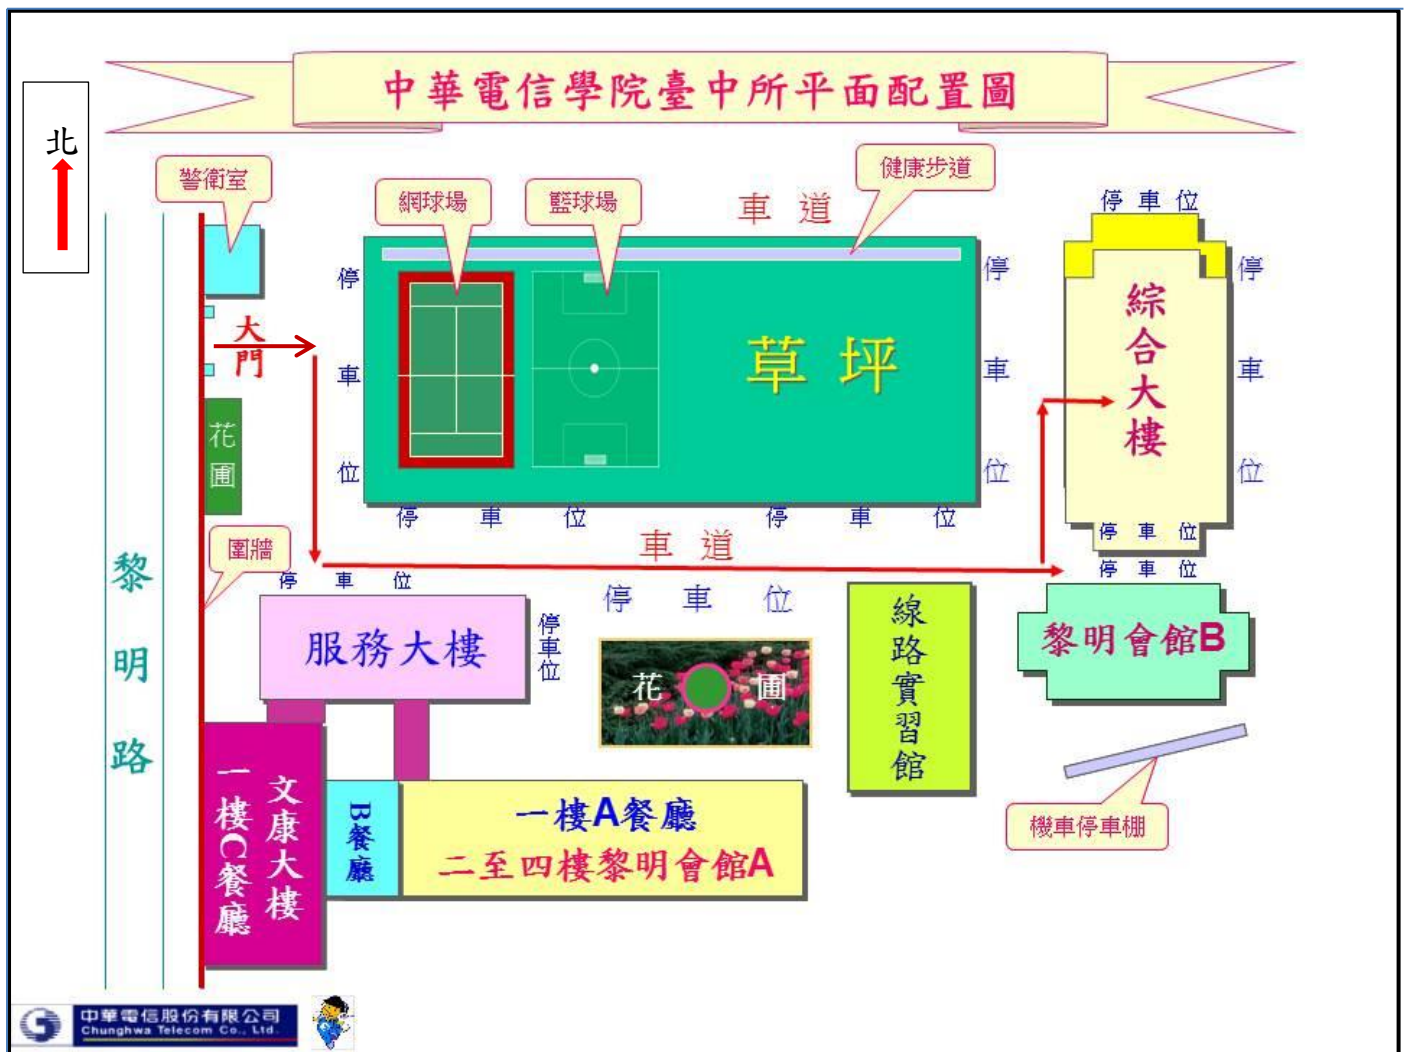 中華電信學院臺中所平面配置圖
北
警衛室
網球場
籃球場
車道
健康步道
停車位
停車位
停車位
停車位
大門
草坪
綜合大樓
花圃
停車位
停車位
車道
圍牆
停車位
停車位
黎明路
停車位
停車位
服務大樓
停車位
花圃
線路實習館
黎明會館B
文康大樓
一樓C餐廳
B餐廳
一樓A餐廳
二至四樓黎明會館A
機車停車棚
中華電信股份有限公司
Chunghwa Telecom Co., Ltd.